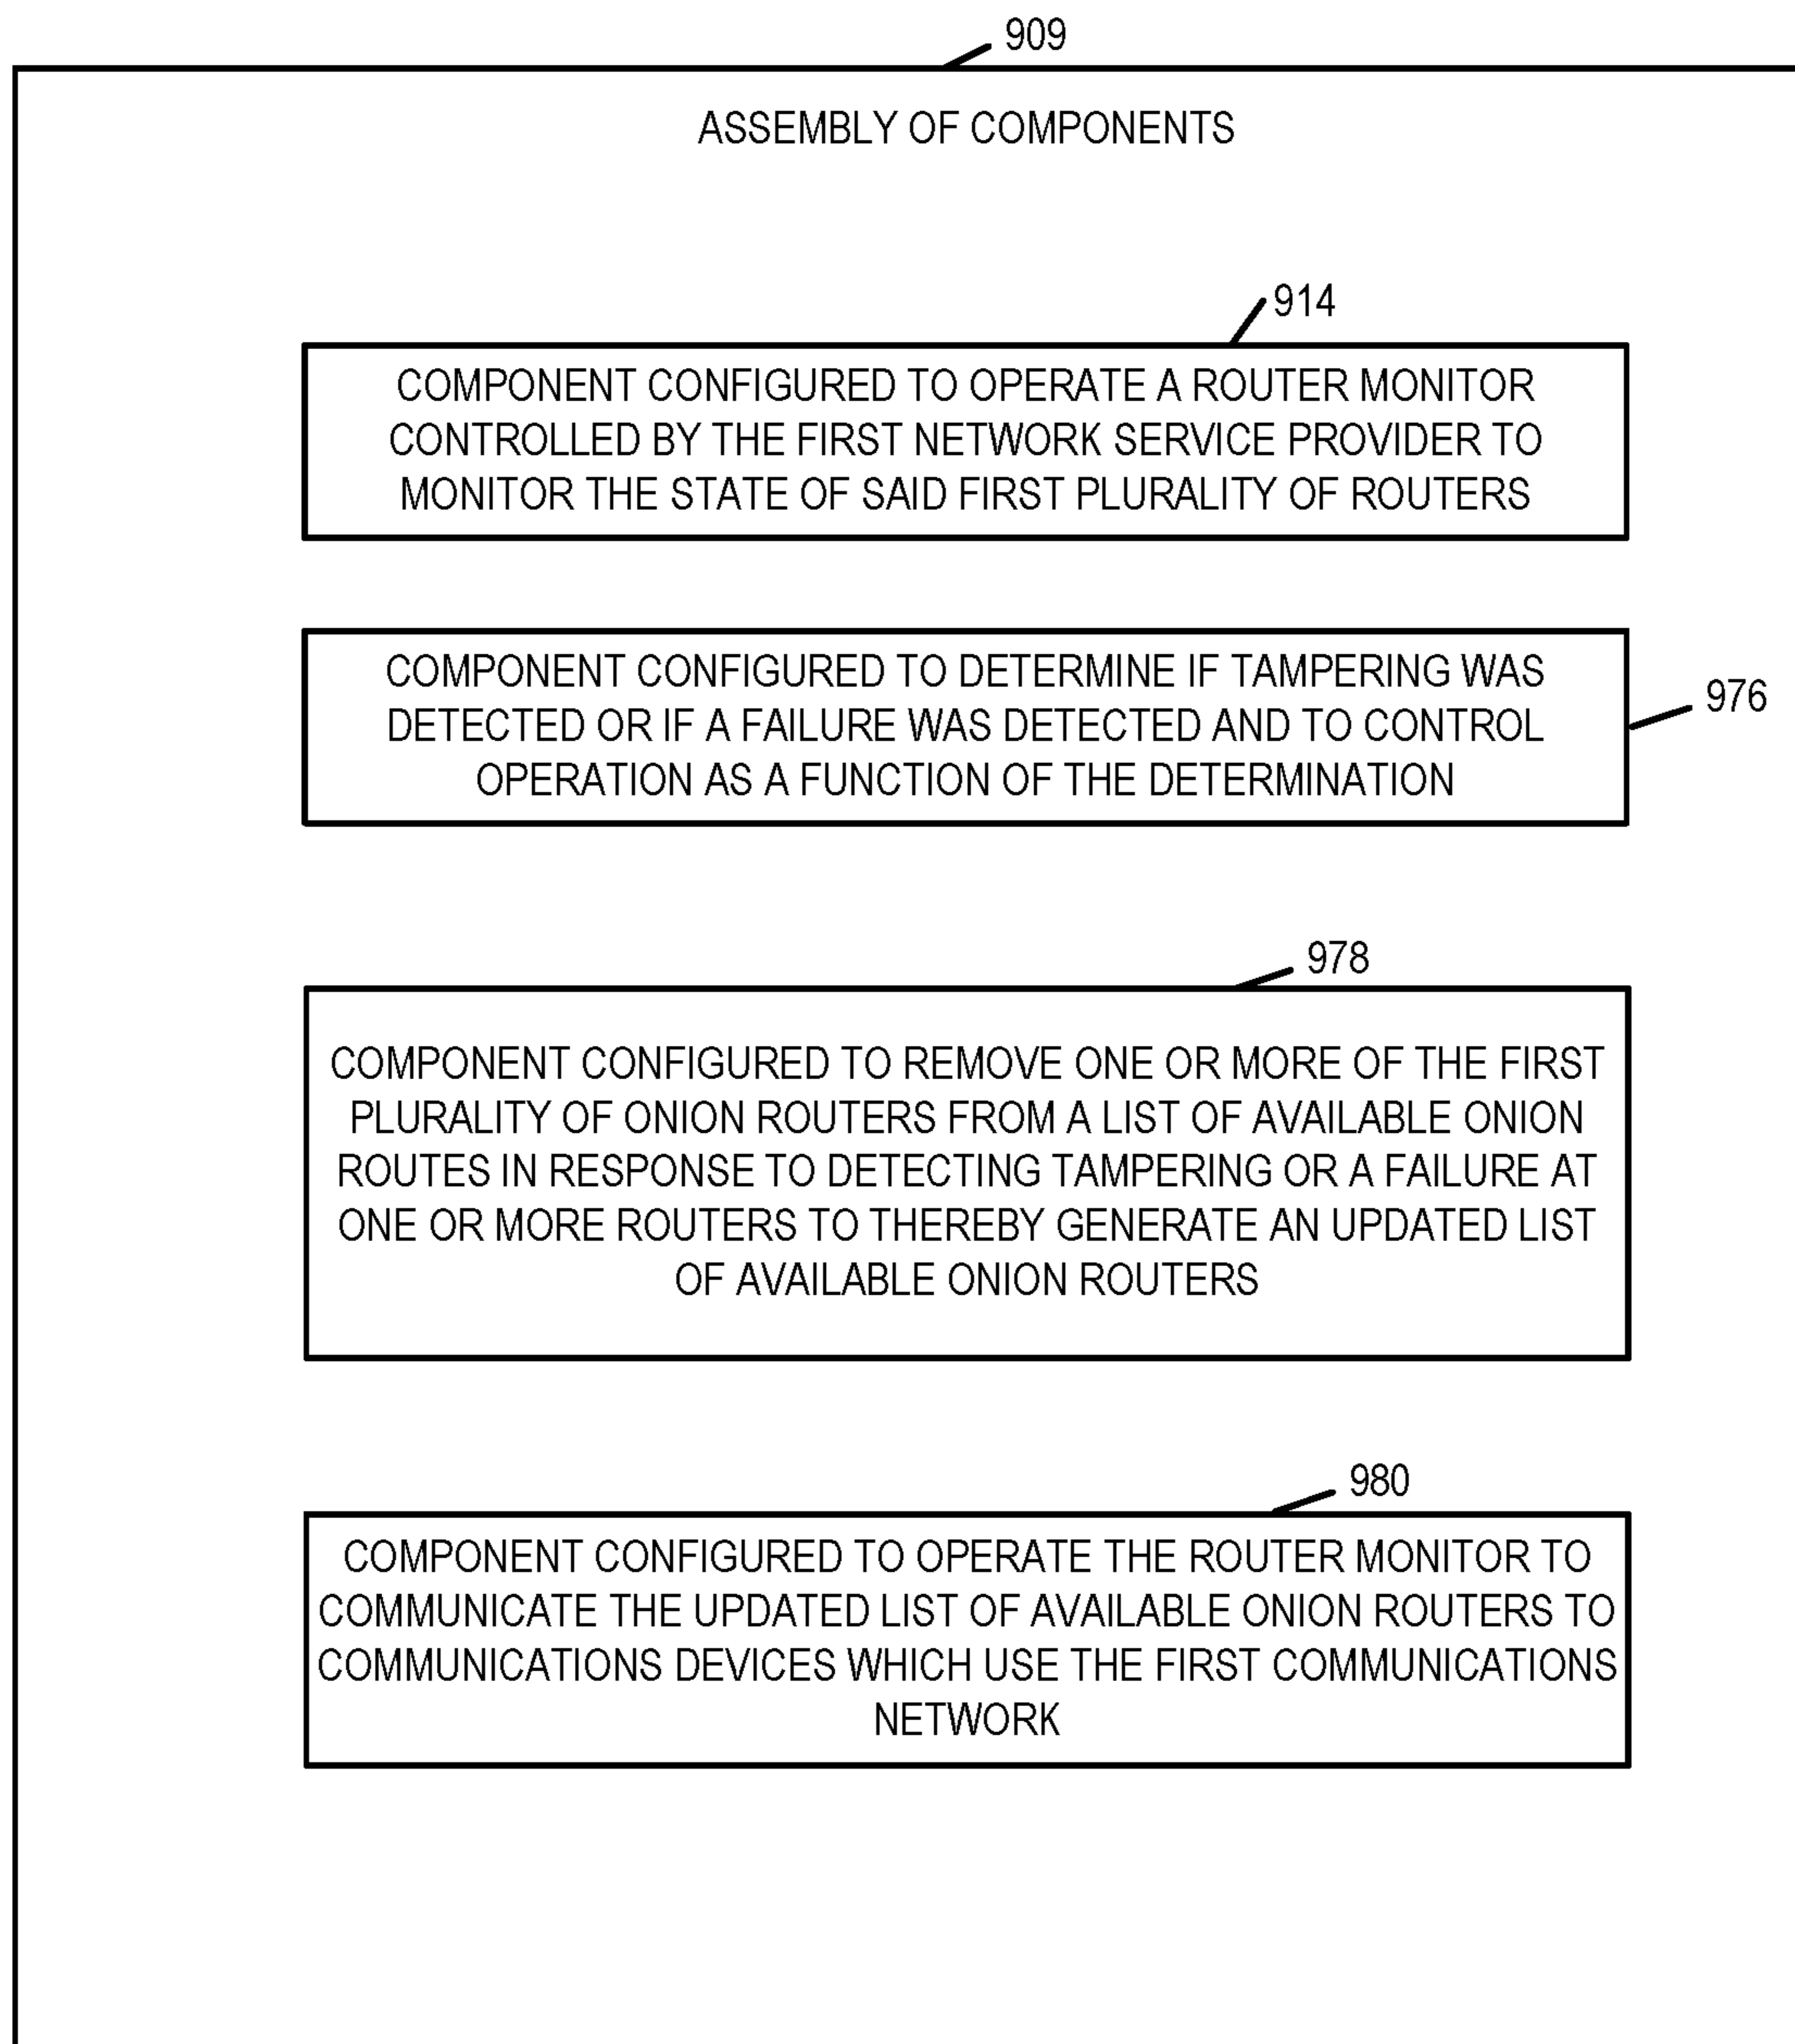 909
ASSEMBLY OF COMPONENTS
914
COMPONENT CONFIGURED TO OPERATE A ROUTER MONITOR
CONTROLLED BY THE FIRST NETWORK SERVICE PROVIDER TO
MONITOR THE STATE OF SAID FIRST PLURALITY OF ROUTERS
COMPONENT CONFIGURED TO DETERMINE IF TAMPERING WAS
DETECTED OR IF A FAILURE WAS DETECTED AND TO CONTROL
OPERATION AS A FUNCTION OF THE DETERMINATION
976
978
COMPONENT CONFIGURED TO REMOVE ONE OR MORE OF THE FIRST
PLURALITY OF ONION ROUTERS FROM A LIST OF AVAILABLE ONION
ROUTES IN RESPONSE TO DETECTING TAMPERING OR A FAILURE AT
ONE OR MORE ROUTERS TO THEREBY GENERATE AN UPDATED LIST
OF AVAILABLE ONION ROUTERS
980
COMPONENT CONFIGURED TO OPERATE THE ROUTER MONITOR TO
COMMUNICATE THE UPDATED LIST OF AVAILABLE ONION ROUTERS TO
COMMUNICATIONS DEVICES WHICH USE THE FIRST COMMUNICATIONS
NETWORK